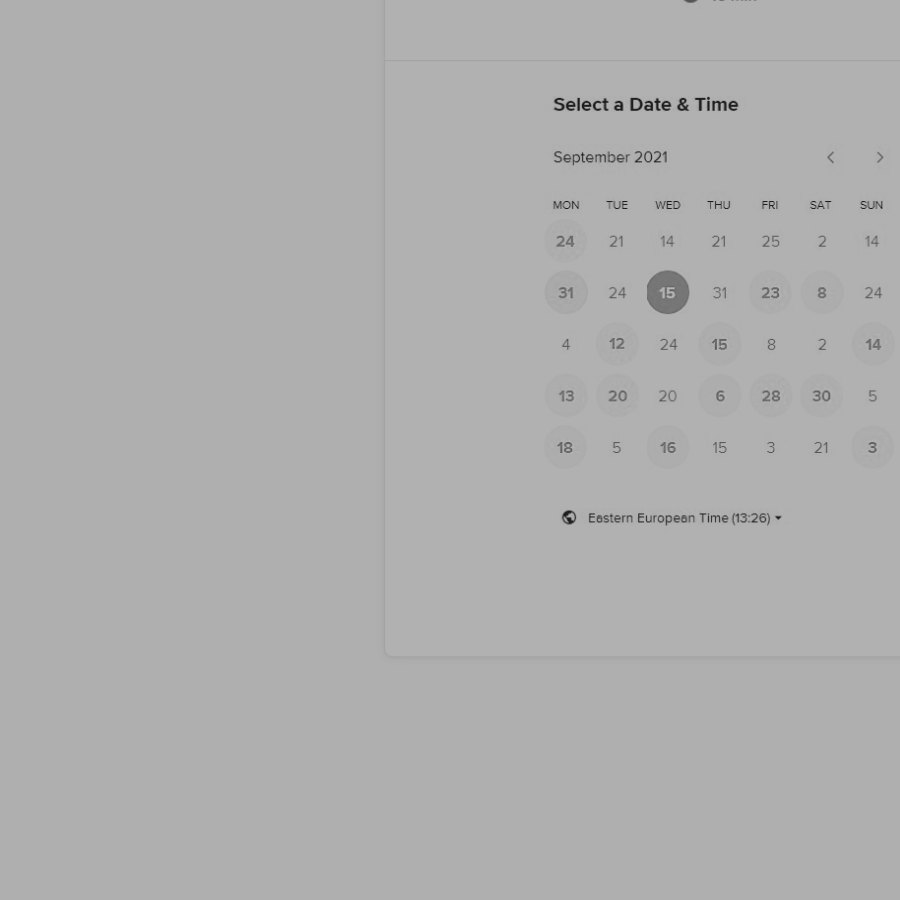 Select a Date & Time
September 2021
MON TUE WED THU FRI SAT SUN
24 21 14 21 25 2 14
31 24 15 31 23 8 24
4 12 24 15 8 2 14
13 20 20 6 28 30 5
18 5 16 15 3 21 3
Eastern European Time (13:26)